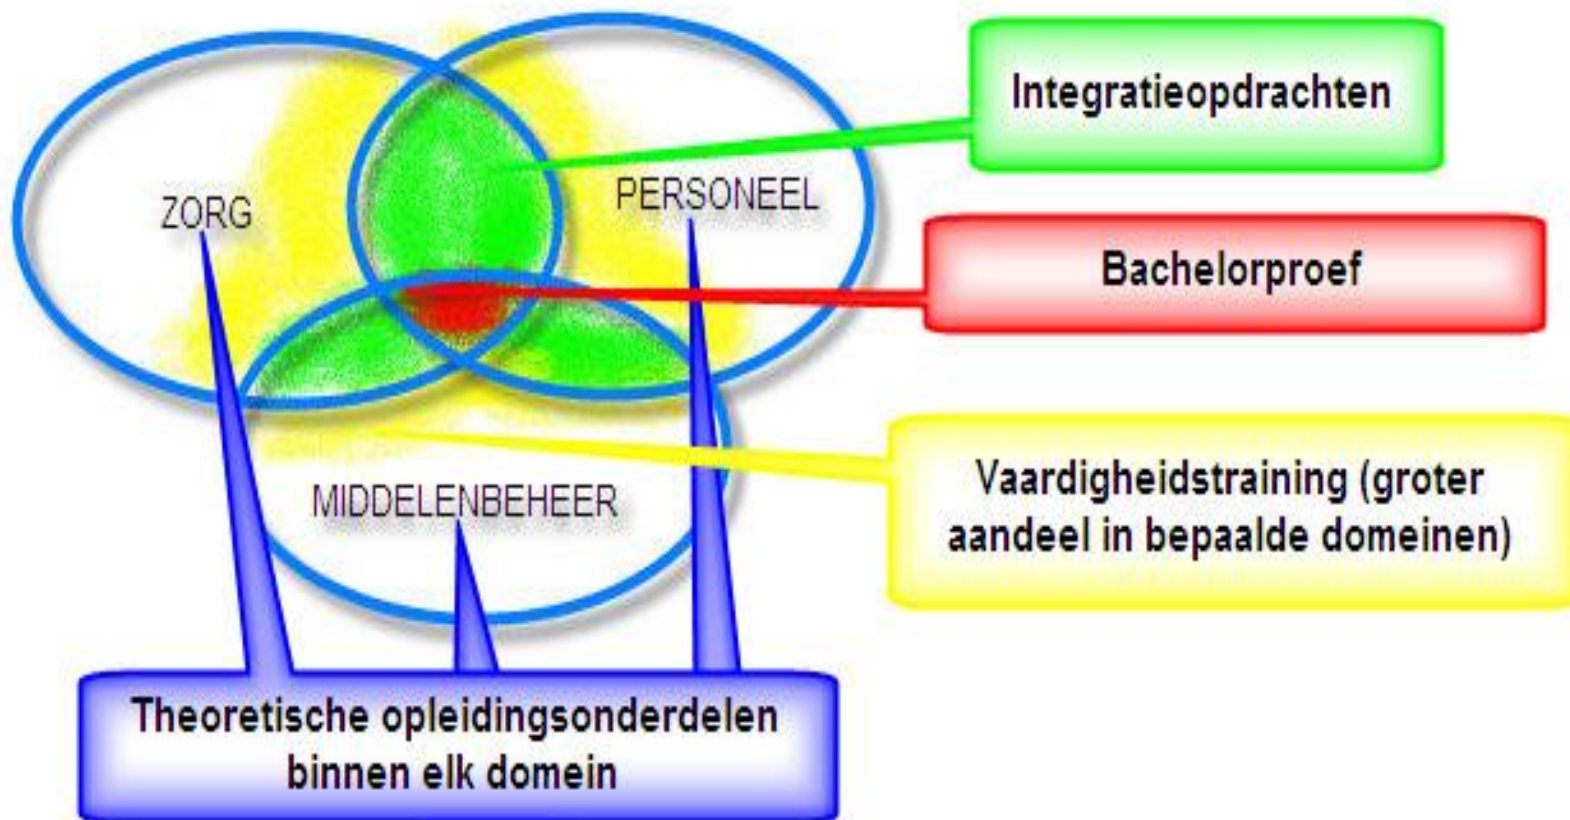 Integratieopdrachten
ZORG
PERSONEEL
Bachelorproef
MIDDELENBEHEER
Vaardigheidstraining (groter
aandeel in bepaalde domeinen)
Theoretische opleidingsonderdelen
binnen elk domein